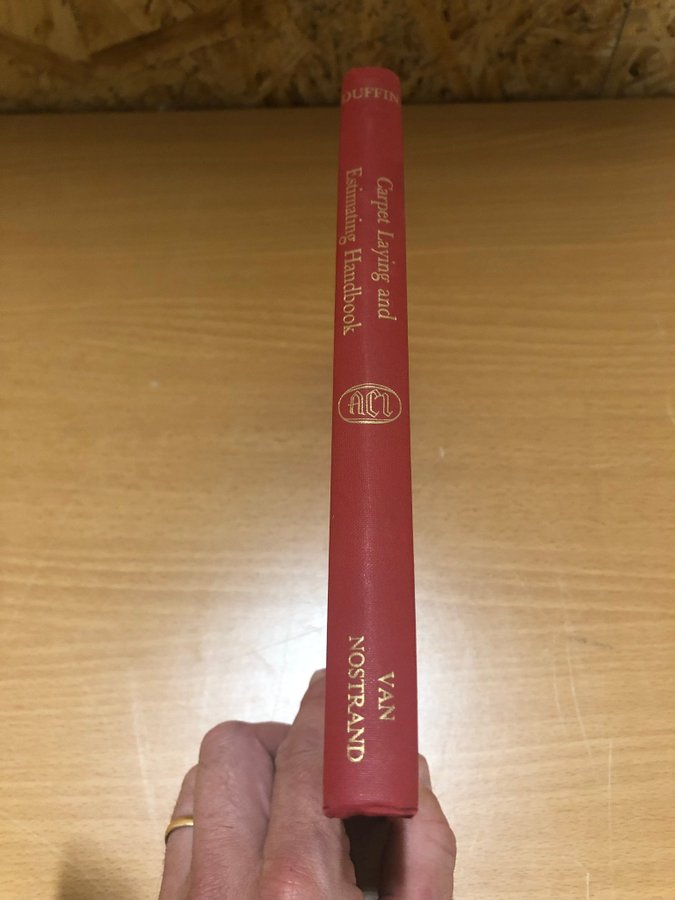 DUFFIN
Carpet Laying and
Estimating Handbook
ACI
VAN
NOSTRAND